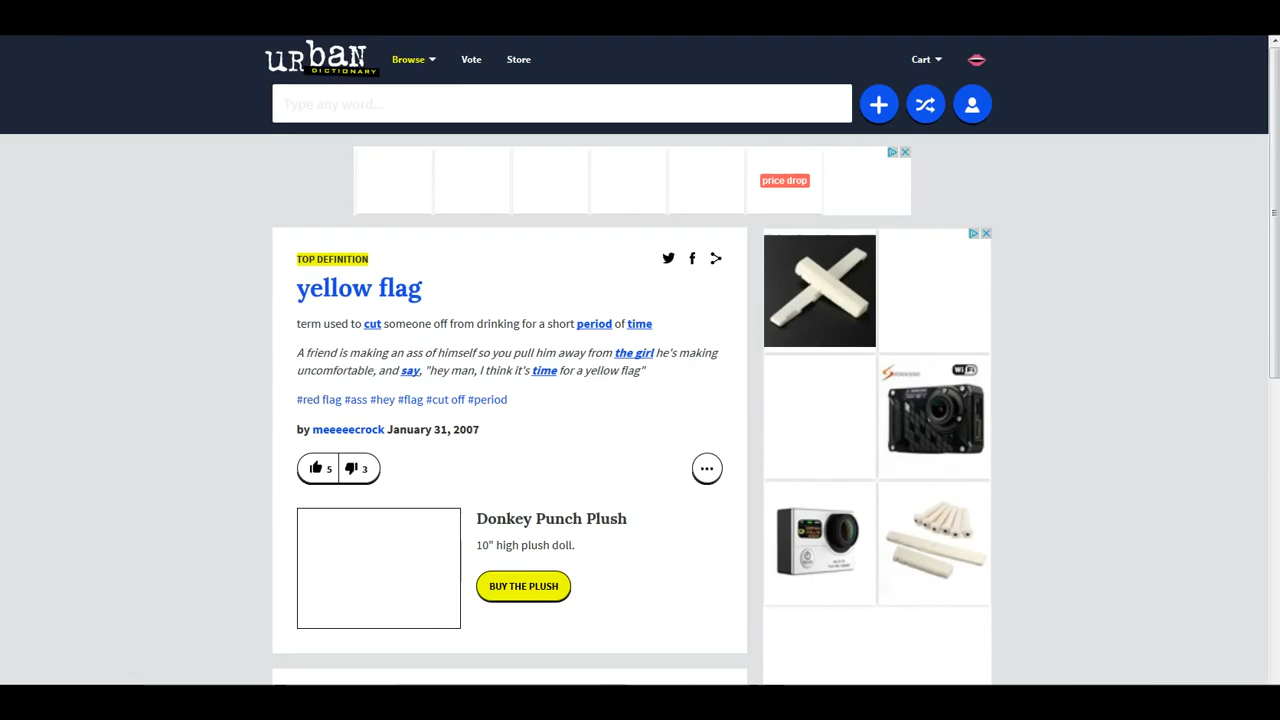 urban DICTIONARY
Browse Vote Store Cart
Type any word...
price drop
TOP DEFINITION
yellow flag
term used to cut someone off from drinking for a short period of time
A friend is making an ass of himself so you pull him away from the girl he's making
uncomfortable, and say, "hey man, I think it's time for a yellow flag"
#red flag #ass #hey #flag #cut off #period
by meeeeecrock January 31, 2007
5 3
Donkey Punch Plush
10" high plush doll.
BUY THE PLUSH
WiFi